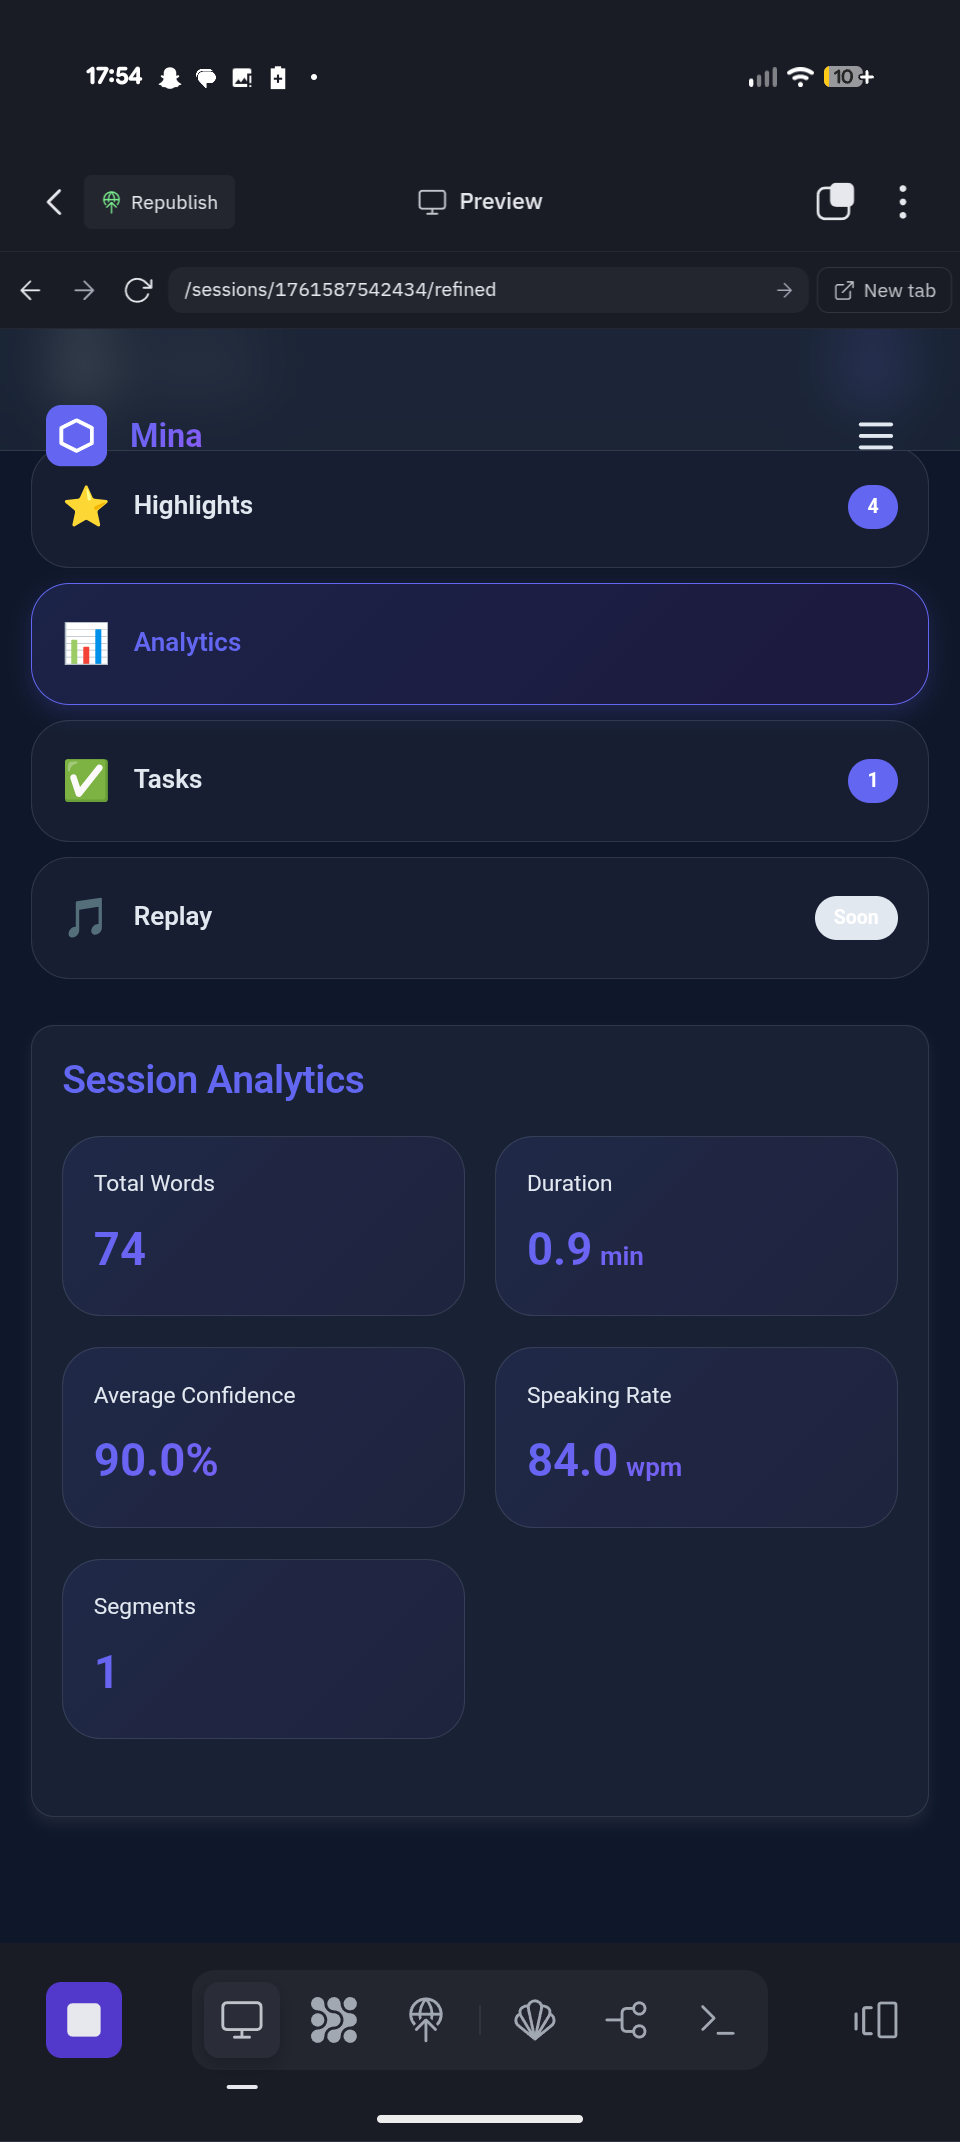 17:54
10
Republish
Preview
/sessions/1761587542434/refined
New tab
Mina
Highlights
4
Analytics
Tasks
1
Replay
Soon
Session Analytics
Total Words
Duration
74
0.9 min
Average Confidence
Speaking Rate
90.0%
84.0 wpm
Segments
1